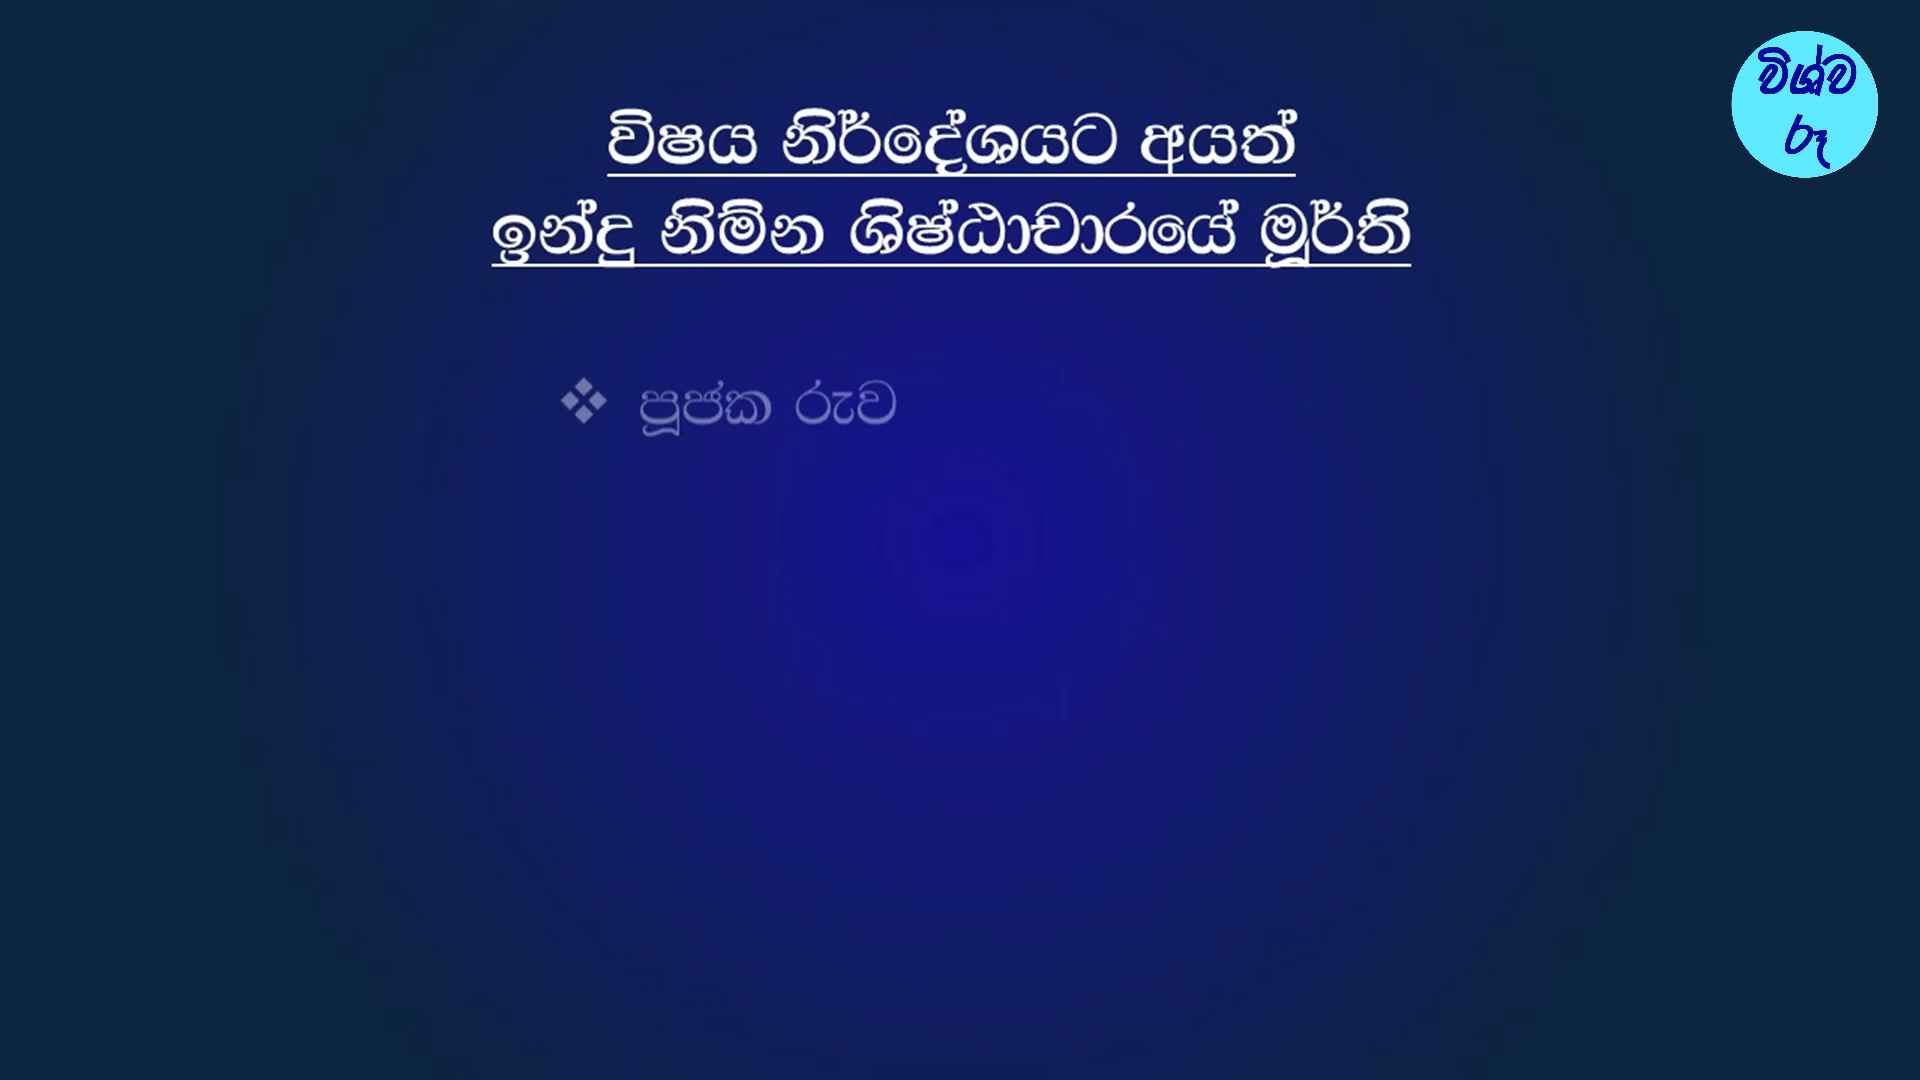 විශ්ව
රූ
විෂය නිර්දේශයට අයත්
ඉන්දු නිම්න ශිෂ්ඨාචාරයේ මූර්ති
❖ පූජක රුව